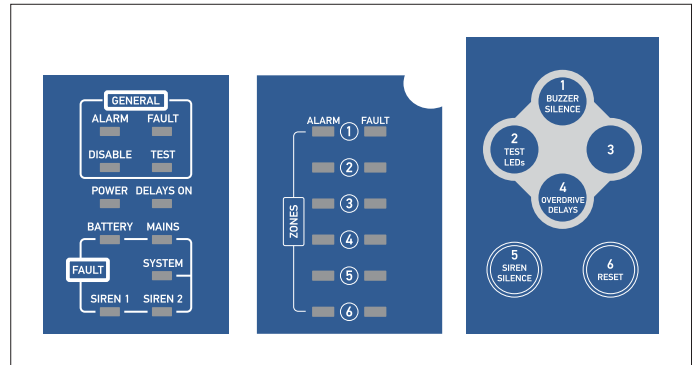 GENERAL
ALARM FAULT
DISABLE TEST
POWER DELAYS ON
BATTERY MAINS
FAULT
SYSTEM
SIREN 1 SIREN 2
ALARM FAULT
1
2
3
ZONES
4
5
6
1
BUZZER
SILENCE
2
TEST
LEDs
3
4
OVERDRIVE
DELAYS
5
SIREN
SILENCE
6
RESET